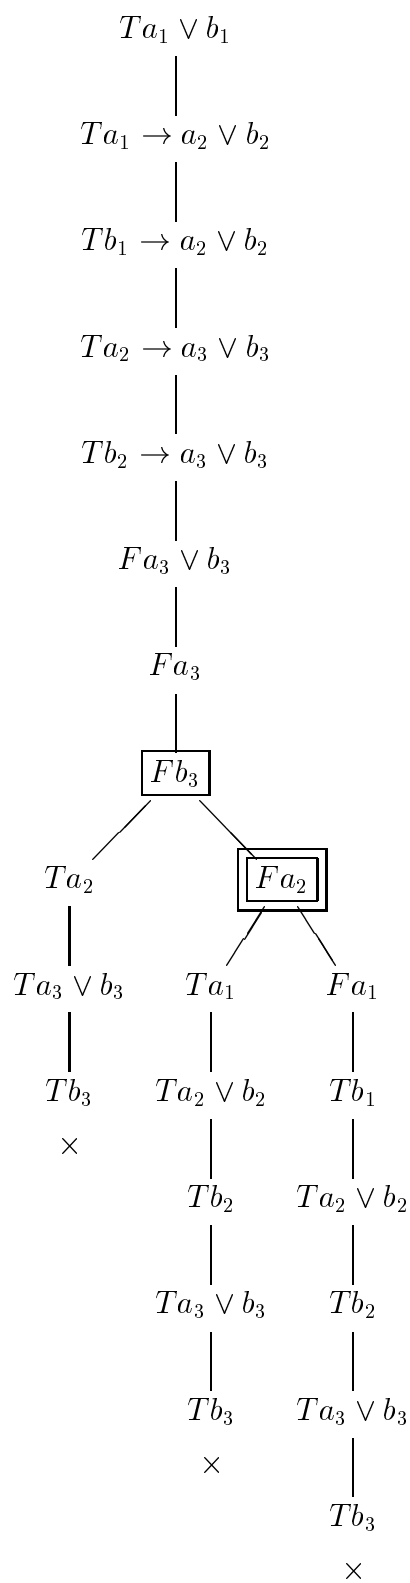 Ta₁ ∨ b₁
Ta₁ → a₂ ∨ b₂
Tb₁ → a₂ ∨ b₂
Ta₂ → a₃ ∨ b₃
Tb₂ → a₃ ∨ b₃
Fa₃ ∨ b₃
Fa₃
Fb₃
Ta₂ Fa₂
Ta₃ ∨ b₃ Ta₁ Fa₁
Tb₃ Ta₂ ∨ b₂ Tb₁
×
Tb₂ Ta₂ ∨ b₂
Ta₃ ∨ b₃ Tb₂
Tb₃ Ta₃ ∨ b₃
×
Tb₃
×